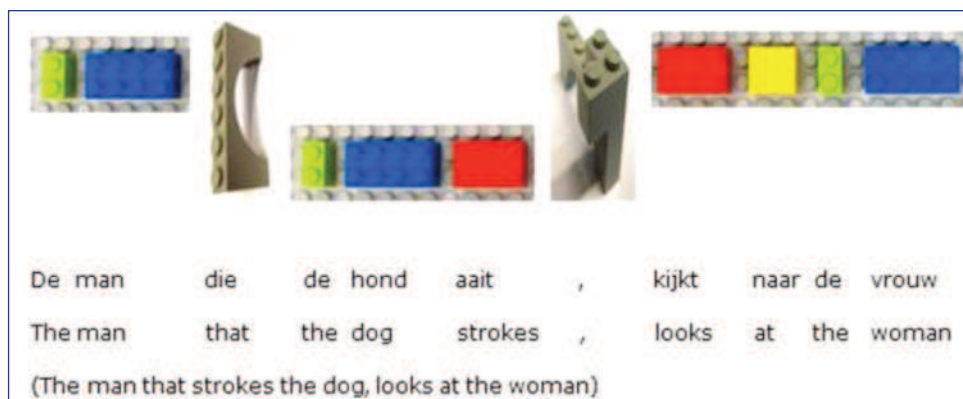 De man die de hond aait , kijkt naar de vrouw
The man that the dog strokes , looks at the woman
(The man that strokes the dog, looks at the woman)